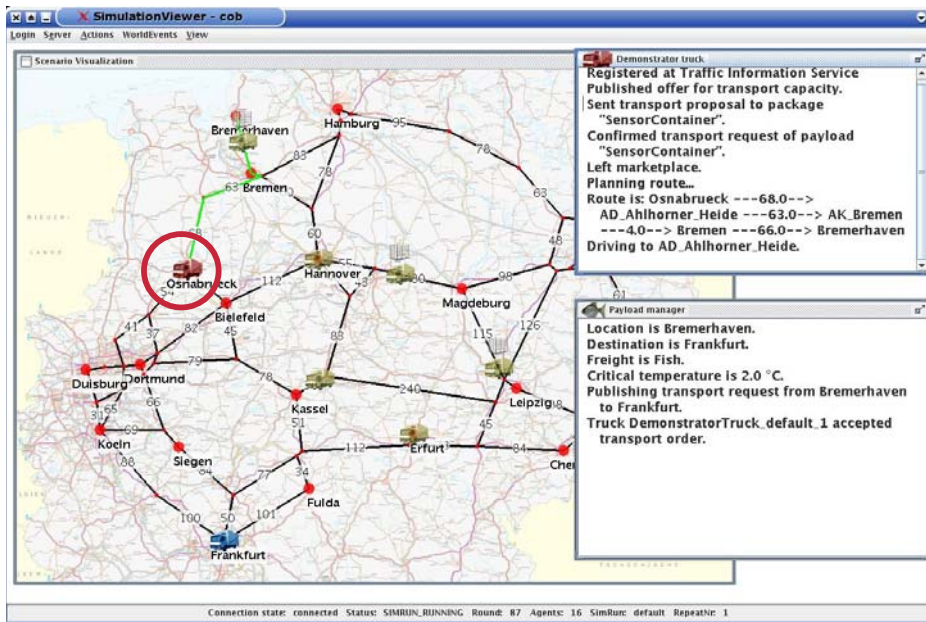 SimulationViewer - cob
Login Server Actions WorldEvents View
Scenario Visualization
Demonstrator truck
Registered at Traffic Information Service
Published offer for transport capacity.
Sent transport proposal to package
"SensorContainer".
Confirmed transport request of payload
"SensorContainer".
Left marketplace.
Planning route...
Route is: Osnabrueck ---68.0-->
AD_Ahlhorner_Heide ---63.0--> AK_Bremen
---4.0--> Bremen ---66.0--> Bremerhaven
Driving to AD_Ahlhorner_Heide.
Payload manager
Location is Bremerhaven.
Destination is Frankfurt.
Freight is Fish.
Critical temperature is 2.0 °C.
Publishing transport request from Bremerhaven
to Frankfurt.
Truck DemonstratorTruck_default_1 accepted
transport order.
Hamburg
95
Bremerhaven
83
78
78
63 Bremen
63
68
60
48
Hannover
55
Osnabrueck
112
43
98
54
Magdeburg
61
Bielefeld
41
37
82
45
83
115
126
79
Duisburg
Dortmund
78
240
Leipzig
Kassel
31
65
66
51
45
69
Koeln
112
Erfurt
84
Siegen
88
77
34
Fulda
100
50
101
Frankfurt
Connection state: connected Status: SIMRUN_RUNNING Round: 87 Agents: 16 SimRun: default RepeatNr: 1